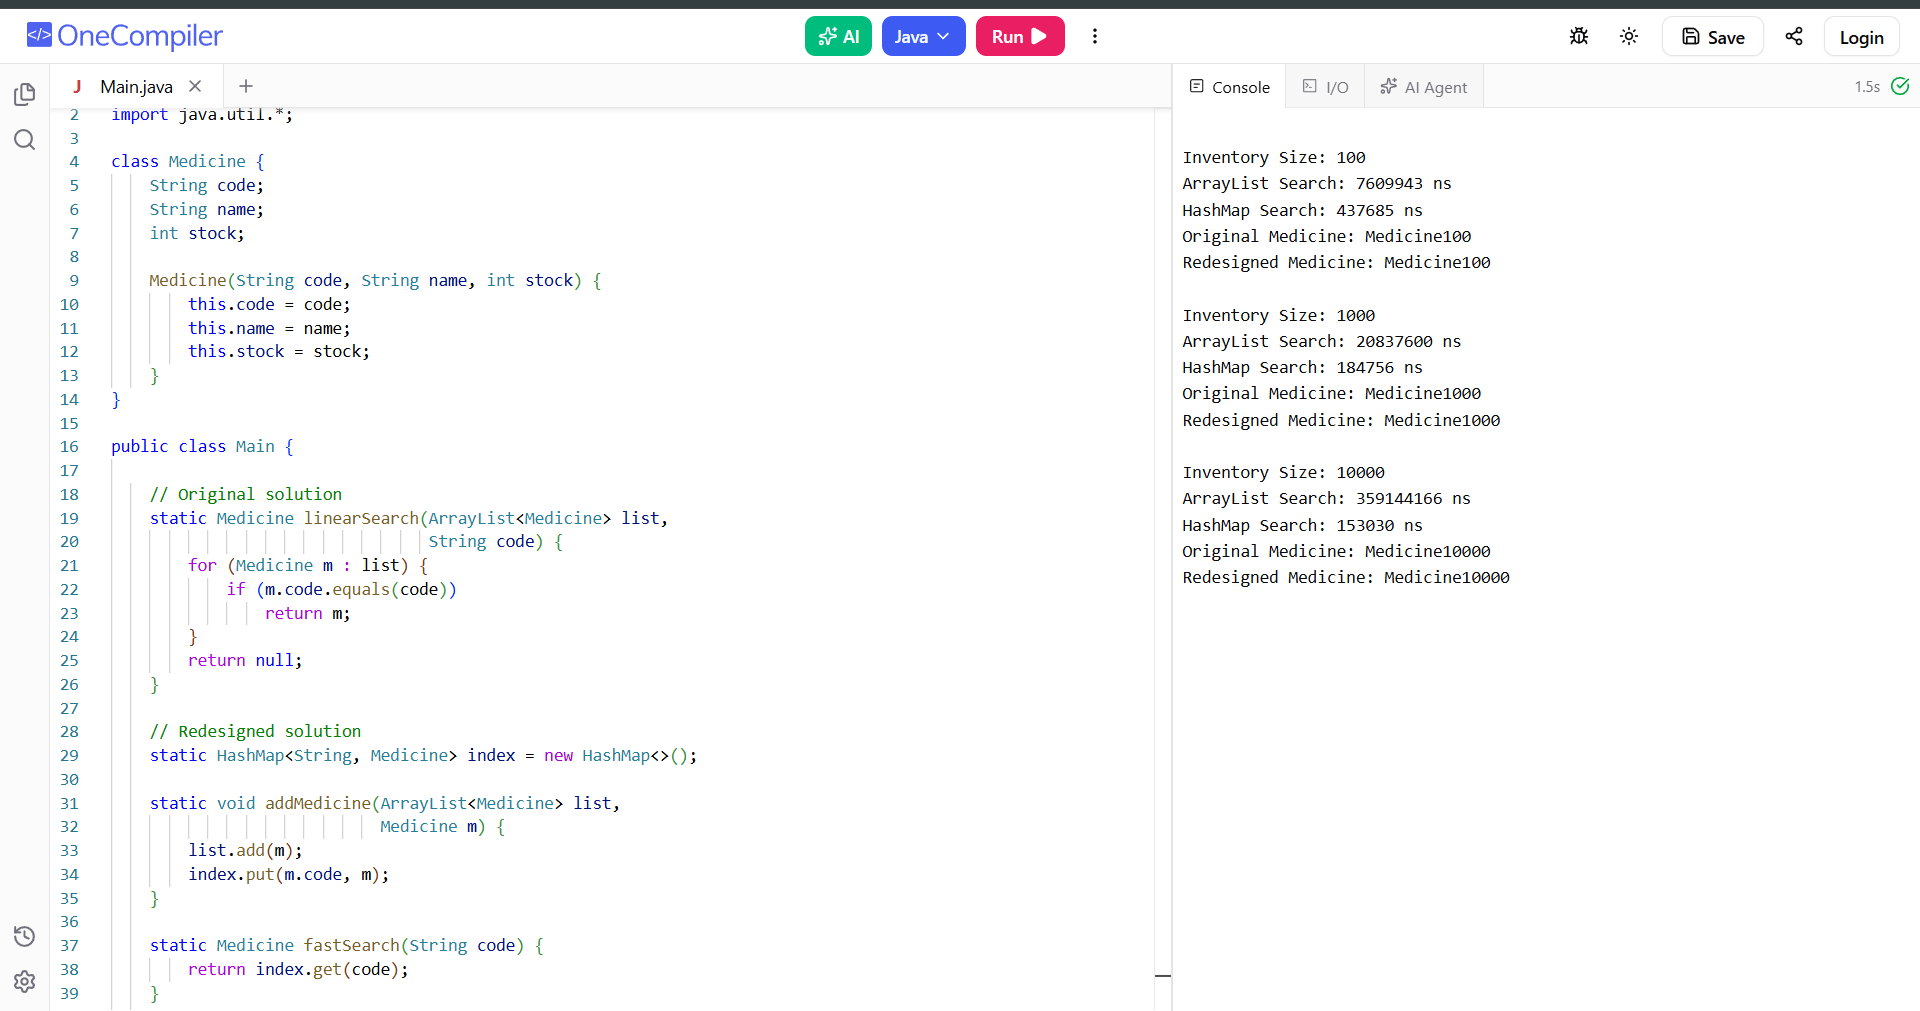 OneCompiler
AI
Java
Run
Save
Login
J Main.java
Console
I/O
AI Agent
1.5s
2 import java.util.*;
3
4 class Medicine {
5 String code;
6 String name;
7 int stock;
8
9 Medicine(String code, String name, int stock) {
10 this.code = code;
11 this.name = name;
12 this.stock = stock;
13 }
14 }
15
16 public class Main {
17
18 // Original solution
19 static Medicine linearSearch(ArrayList<Medicine> list,
20 String code) {
21 for (Medicine m : list) {
22 if (m.code.equals(code))
23 return m;
24 }
25 return null;
26 }
27
28 // Redesigned solution
29 static HashMap<String, Medicine> index = new HashMap<>();
30
31 static void addMedicine(ArrayList<Medicine> list,
32 Medicine m) {
33 list.add(m);
34 index.put(m.code, m);
35 }
36
37 static Medicine fastSearch(String code) {
38 return index.get(code);
39 }
Inventory Size: 100
ArrayList Search: 7609943 ns
HashMap Search: 437685 ns
Original Medicine: Medicine100
Redesigned Medicine: Medicine100
Inventory Size: 1000
ArrayList Search: 20837600 ns
HashMap Search: 184756 ns
Original Medicine: Medicine1000
Redesigned Medicine: Medicine1000
Inventory Size: 10000
ArrayList Search: 359144166 ns
HashMap Search: 153030 ns
Original Medicine: Medicine10000
Redesigned Medicine: Medicine10000